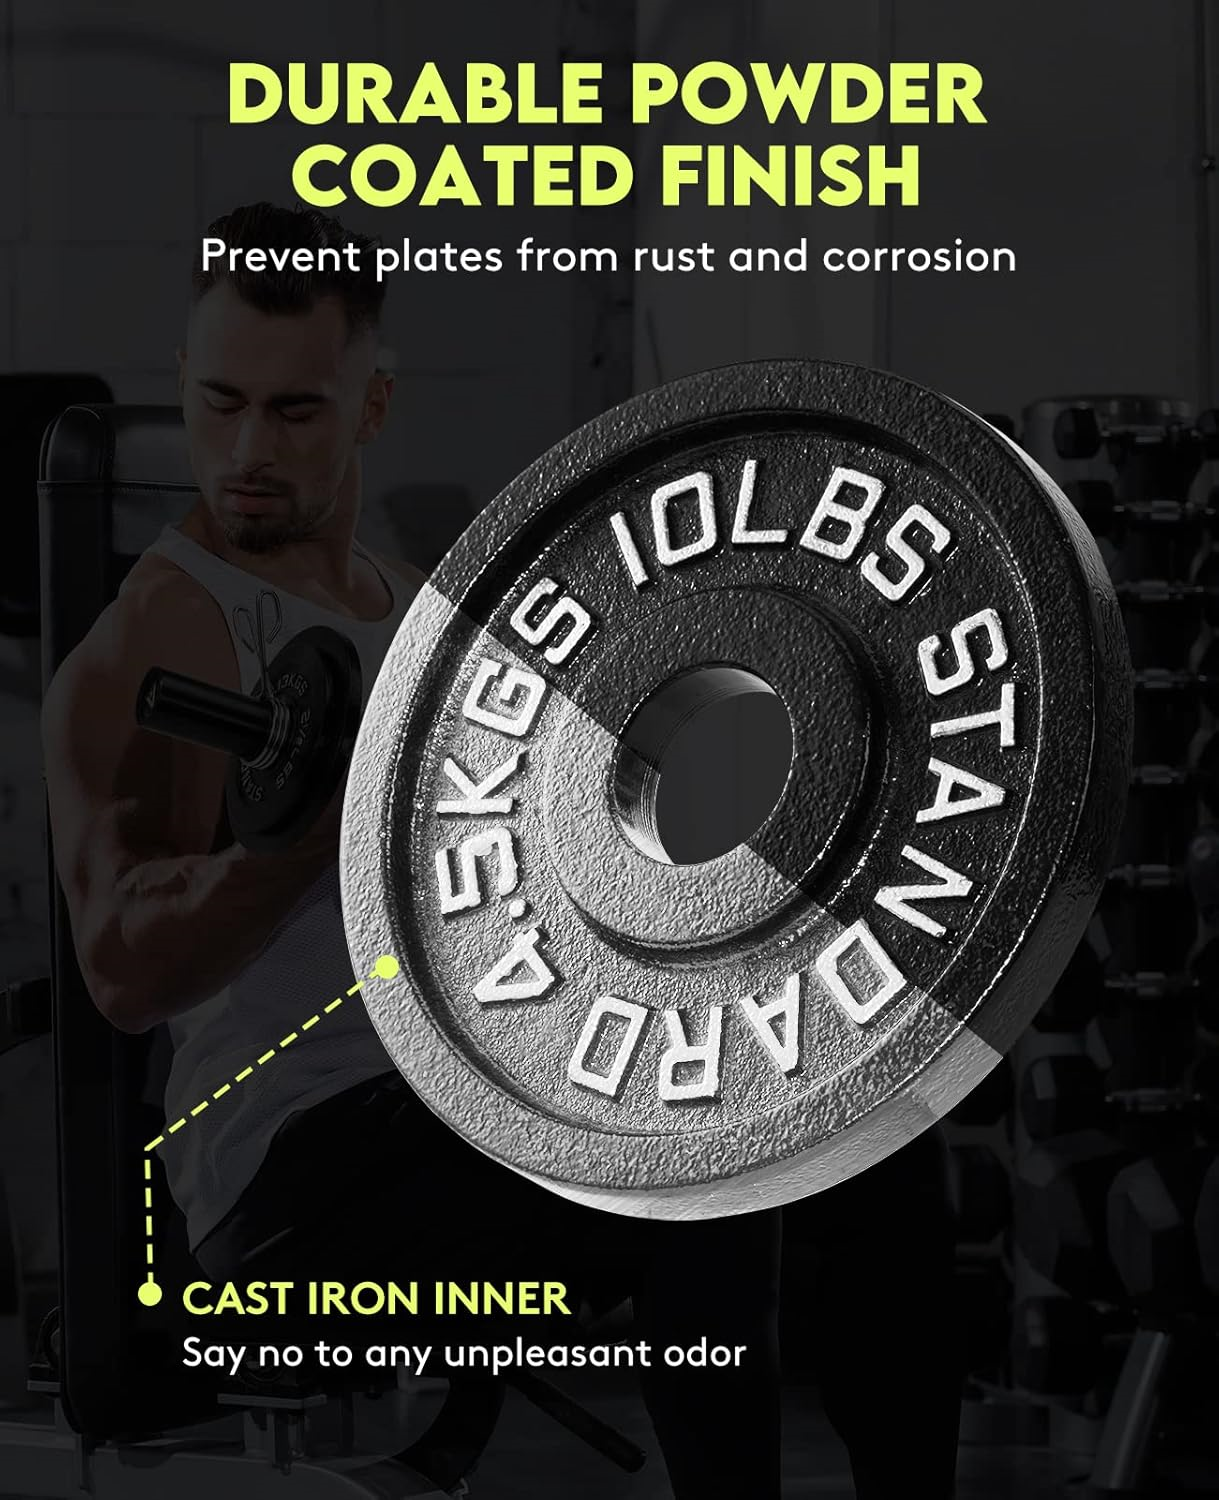 DURABLE POWDER
COATED FINISH
Prevent plates from rust and corrosion
10LBS STANDARD 4.5KGS
CAST IRON INNER
Say no to any unpleasant odor